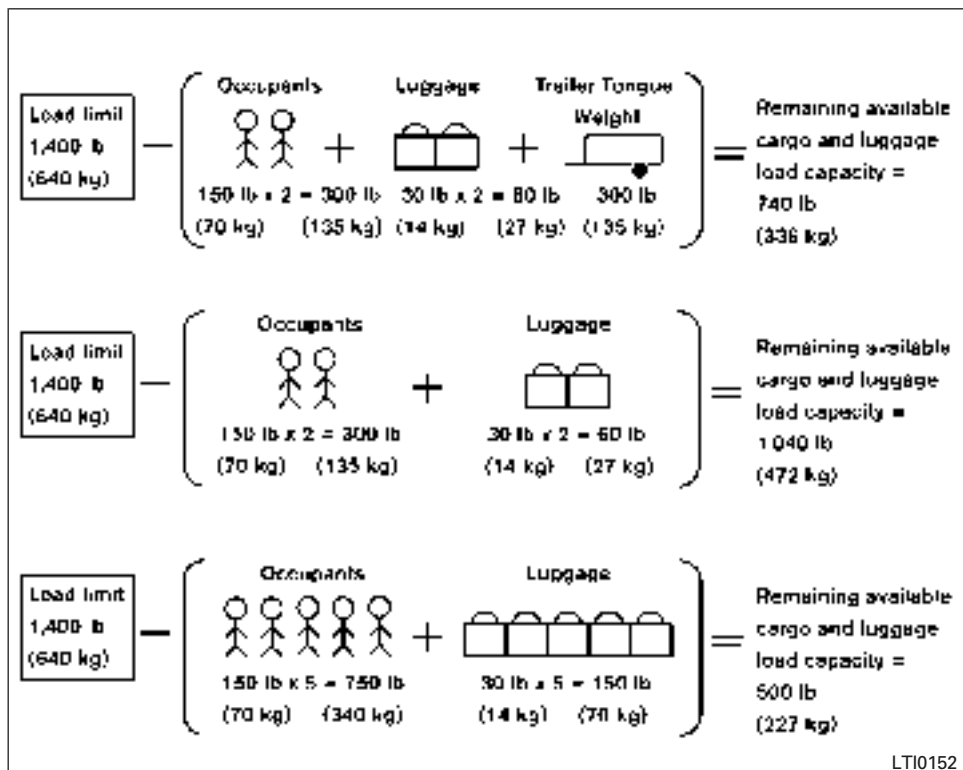 Occupants Luggage Trailer Tongue Weight
Load limit
1,400 lb
(640 kg)
−
+
+
=
150 lb x 2 = 300 lb
(70 kg) (135 kg)
30 lb x 2 = 60 lb
(14 kg) (27 kg)
300 lb
(135 kg)
Remaining available
cargo and luggage
load capacity =
740 lb
(336 kg)
Occupants Luggage
Load limit
1,400 lb
(640 kg)
−
+
=
150 lb x 2 = 300 lb
(70 kg) (135 kg)
30 lb x 2 = 60 lb
(14 kg) (27 kg)
Remaining available
cargo and luggage
load capacity =
1040 lb
(472 kg)
Occupants Luggage
Load limit
1,400 lb
(640 kg)
−
+
=
150 lb x 5 = 750 lb
(70 kg) (340 kg)
30 lb x 5 = 150 lb
(14 kg) (70 kg)
Remaining available
cargo and luggage
load capacity =
500 lb
(227 kg)
LTI0152